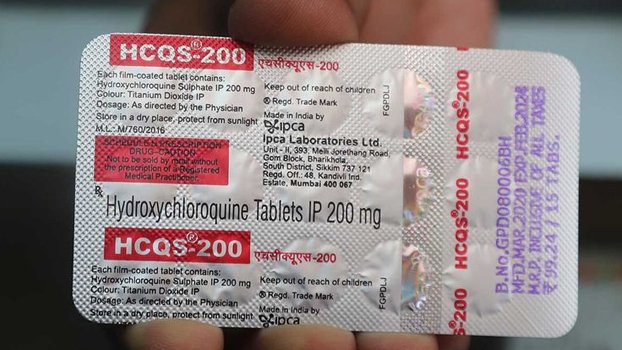 HCQS®-200 एचसीक्यूएस-200
Each film-coated tablet contains:
Hydroxychloroquine Sulphate IP 200 mg
Colour: Titanium Dioxide IP
Dosage: As directed by the Physician
Store in a dry place, protect from sunlight
M.L.: M/760/2016
Keep out of reach of children
® Regd. Trade Mark
Made in India by
ipca
Ipca Laboratories Ltd.
Unit - II, 393, Melli Jorethang Road,
Gom Block, Bharikhola,
South District, Sikkim 737 121
Regd. Off.: 48, Kandivli Ind.
Estate, Mumbai 400 067
FGPDLJ
SCHEDULE H PRESCRIPTION
DRUG - CAUTION
Not to be sold by retail without
the prescription of a Registered
Medical Practitioner.
Rx
Hydroxychloroquine Tablets IP 200 mg
HCQS®-200 एचसीक्यूएस-200
Each film-coated tablet contains:
Hydroxychloroquine Sulphate IP 200 mg
Colour: Titanium Dioxide IP
Dosage: As directed by the Physician
Store in a dry place, protect from sunlight
Keep out of reach of children
® Regd. Trade Mark
Made in India by
ipca
FGPDLJ
HCQS®-200
HCQS®-200
HCQS®-200
B.No.GPD080006BH
MFD.MAR.2020 EXP.FEB.2024
M.R.P. INCLUSIVE OF ALL TAXES
₹ 99.24 / 15 TABS.